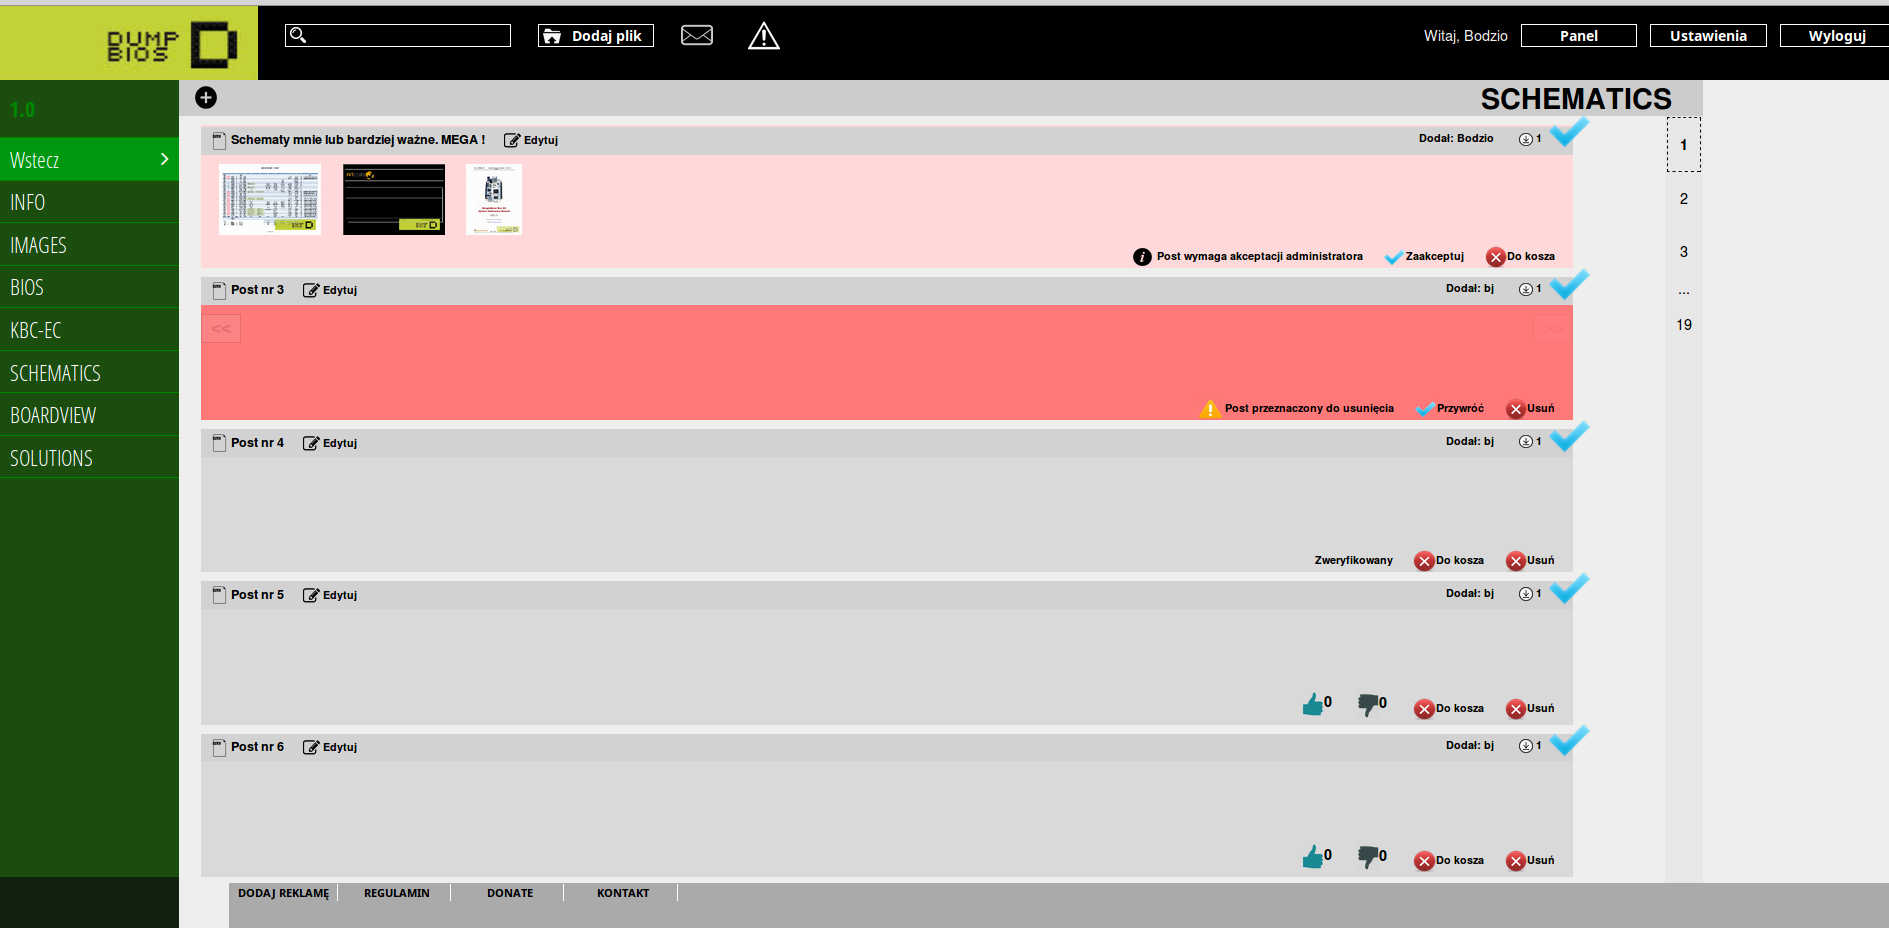 DUMP
BIOS
Dodaj plik
Witaj, Bodzio
Panel
Ustawienia
Wyloguj
1.0
Wstecz
INFO
IMAGES
BIOS
KBC-EC
SCHEMATICS
BOARDVIEW
SOLUTIONS
SCHEMATICS
Schematy mnie lub bardziej ważne. MEGA !
Edytuj
Dodał: Bodzio
1
Post wymaga akceptacji administratora
Zaakceptuj
Do kosza
Post nr 3
Edytuj
Dodał: bj
1
<<
>>
Post przeznaczony do usunięcia
Przywróć
Usuń
Post nr 4
Edytuj
Dodał: bj
1
Zweryfikowany
Do kosza
Usuń
Post nr 5
Edytuj
Dodał: bj
1
0
0
Do kosza
Usuń
Post nr 6
Edytuj
Dodał: bj
1
0
0
Do kosza
Usuń
1
2
3
...
19
DODAJ REKLAMĘ
REGULAMIN
DONATE
KONTAKT